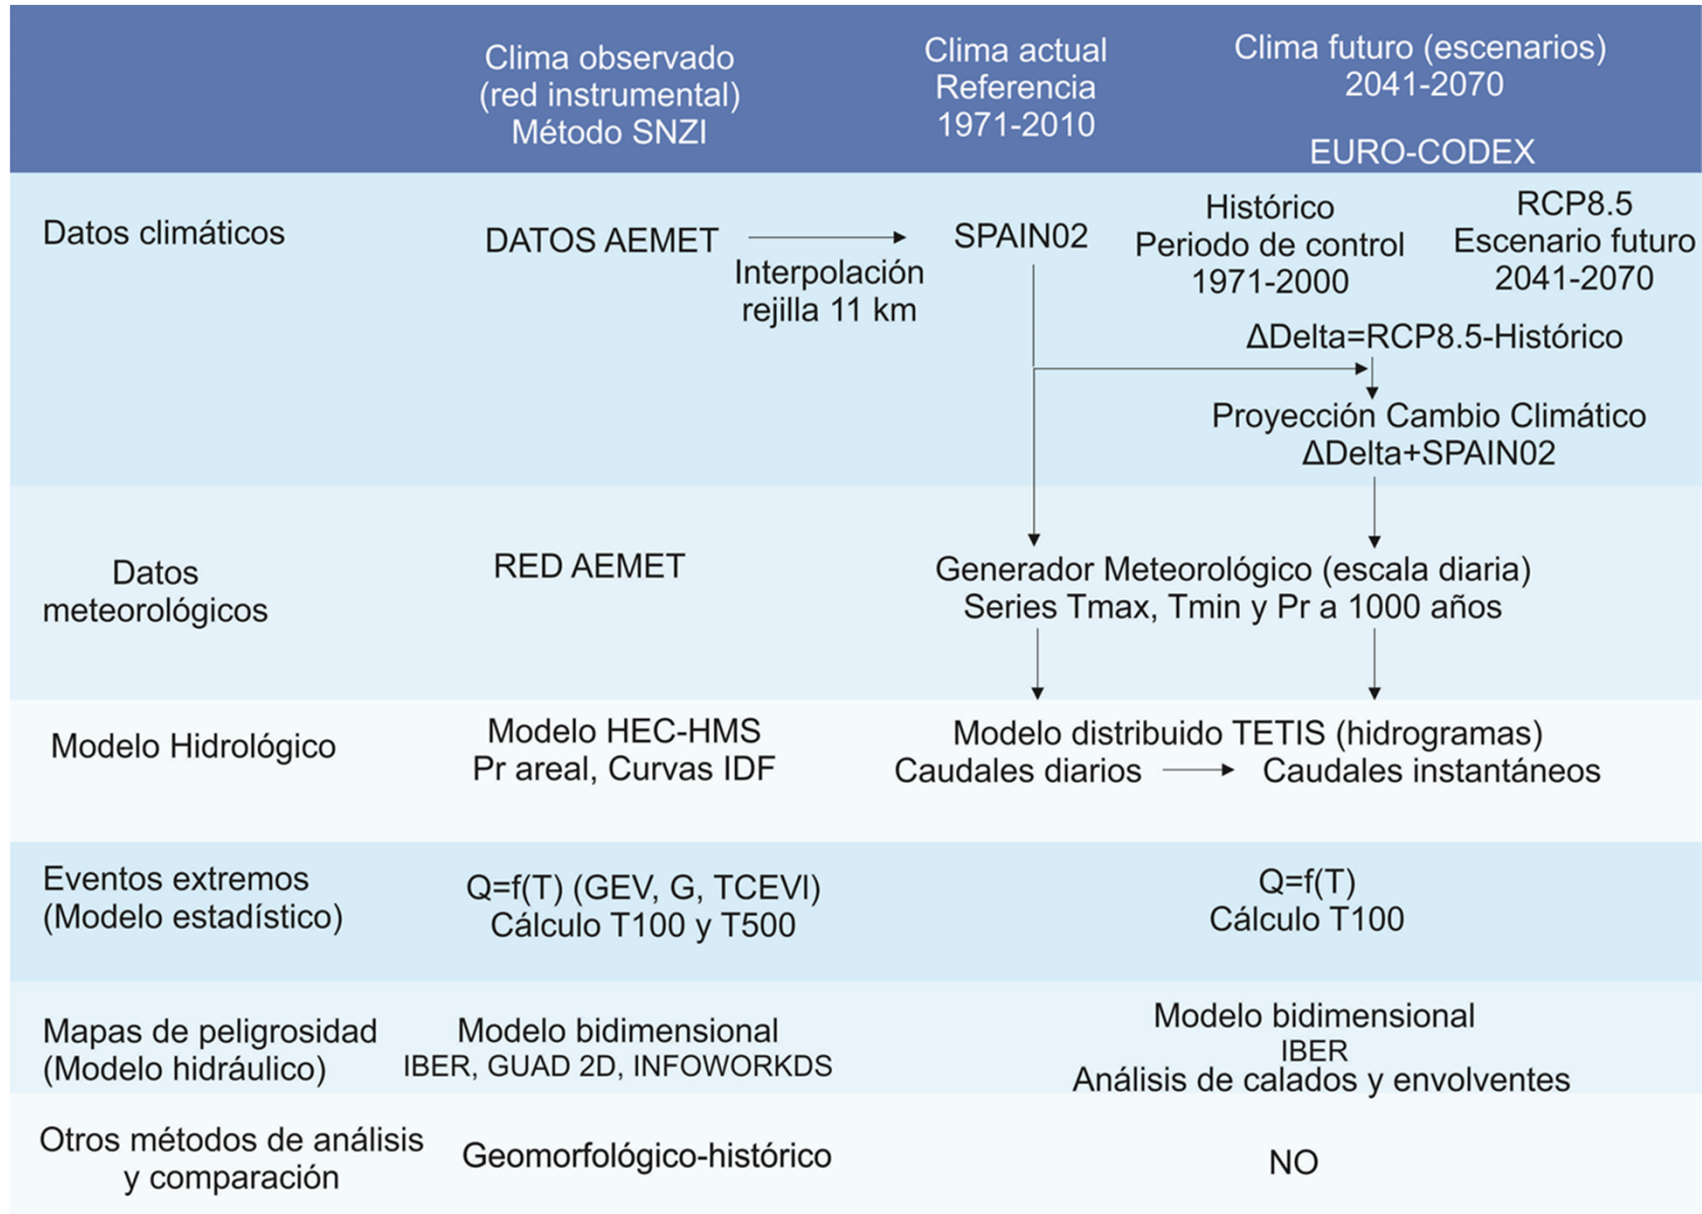 Clima observado
(red instrumental)
Método SNZI
Clima actual
Referencia
1971-2010
Clima futuro (escenarios)
2041-2070
EURO-CODEX
Datos climáticos
DATOS AEMET
Interpolación
rejilla 11 km
SPAIN02
Histórico
Periodo de control
1971-2000
RCP8.5
Escenario futuro
2041-2070
ΔDelta=RCP8.5-Histórico
Proyección Cambio Climático
ΔDelta+SPAIN02
Datos
meteorológicos
RED AEMET
Generador Meteorológico (escala diaria)
Series Tmax, Tmin y Pr a 1000 años
Modelo Hidrológico
Modelo HEC-HMS
Pr areal, Curvas IDF
Modelo distribuido TETIS (hidrogramas)
Caudales diarios
Caudales instantáneos
Eventos extremos
(Modelo estadístico)
Q=f(T) (GEV, G, TCEVI)
Cálculo T100 y T500
Q=f(T)
Cálculo T100
Mapas de peligrosidad
(Modelo hidráulico)
Modelo bidimensional
IBER, GUAD 2D, INFOWORKDS
Modelo bidimensional
IBER
Análisis de calados y envolventes
Otros métodos de análisis
y comparación
Geomorfológico-histórico
NO